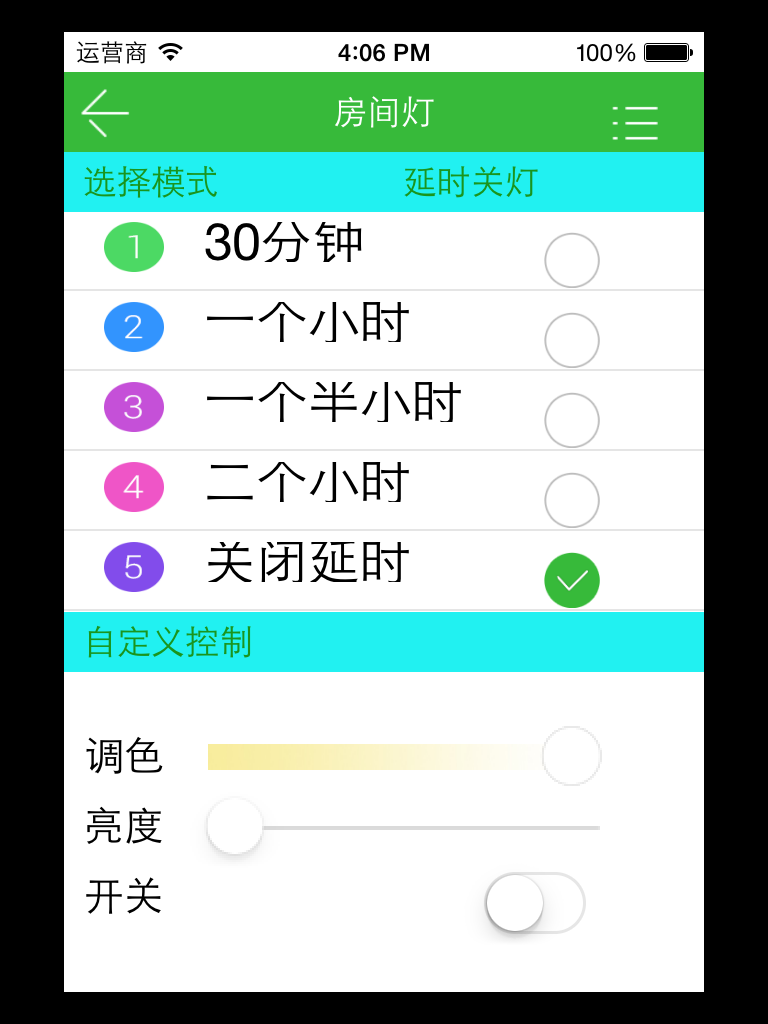 运营商 4:06 PM 100%
房间灯
选择模式 延时关灯
1 30分钟
2 一个小时
3 一个半小时
4 二个小时
5 关闭延时
自定义控制
调色
亮度
开关